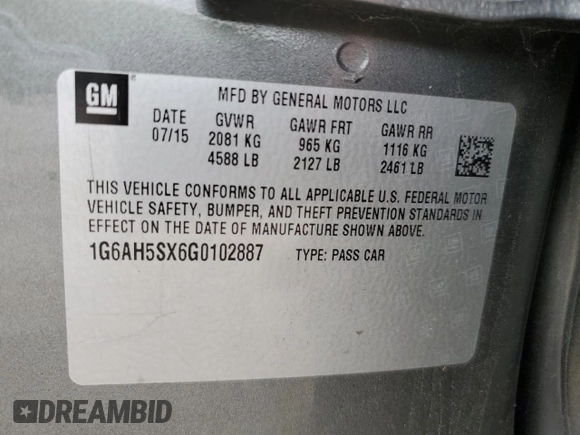 GM
MFD BY GENERAL MOTORS LLC
DATE GVWR GAWR FRT GAWR RR
07/15 2081 KG 965 KG 1116 KG
4588 LB 2127 LB 2461 LB
THIS VEHICLE CONFORMS TO ALL APPLICABLE U.S. FEDERAL MOTOR
VEHICLE SAFETY, BUMPER, AND THEFT PREVENTION STANDARDS IN
EFFECT ON THE DATE OF MANUFACTURE SHOWN ABOVE.
1G6AH5SX6G0102887 TYPE: PASS CAR
DREAMBID